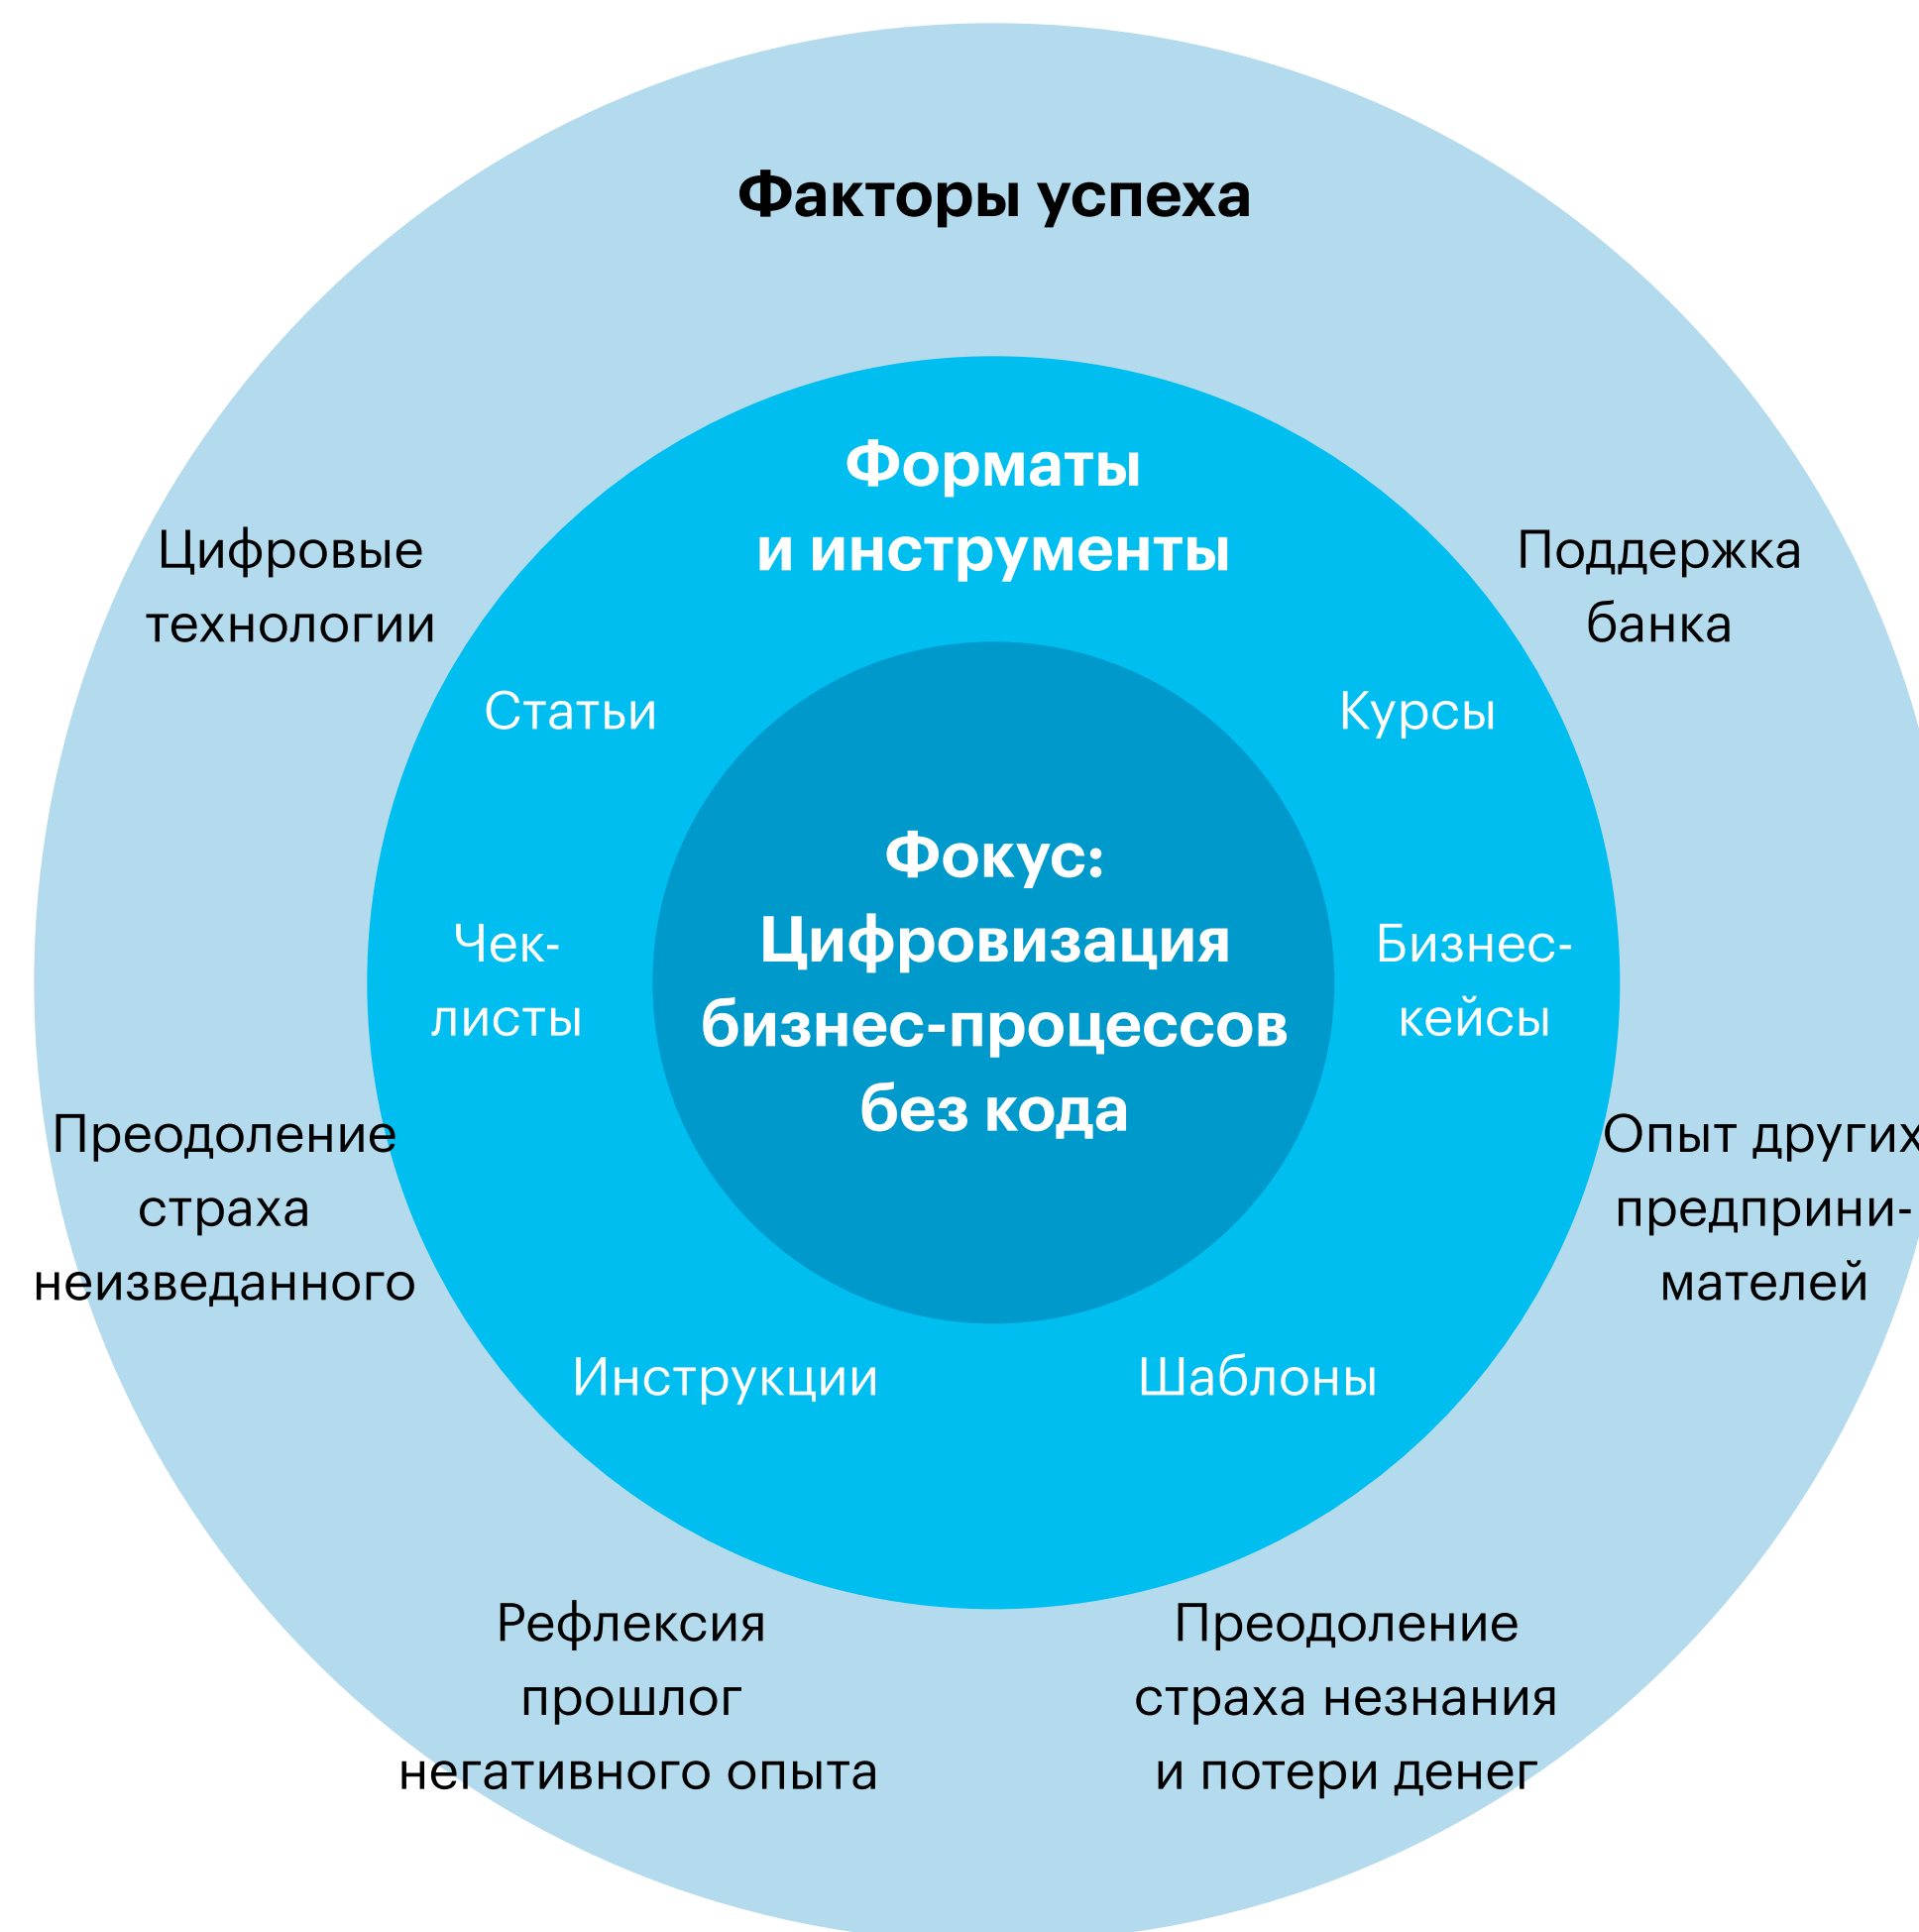 Факторы успеха
Форматы
и инструменты
Цифровые
технологии
Поддержка
банка
Статьи
Курсы
Фокус:
Цифровизация
бизнес-процессов
без кода
Чек-
листы
Бизнес-
кейсы
Преодоление
страха
неизведанного
Опыт других
предприни-
мателей
Инструкции
Шаблоны
Рефлексия
прошлог
негативного опыта
Преодоление
страха незнания
и потери денег